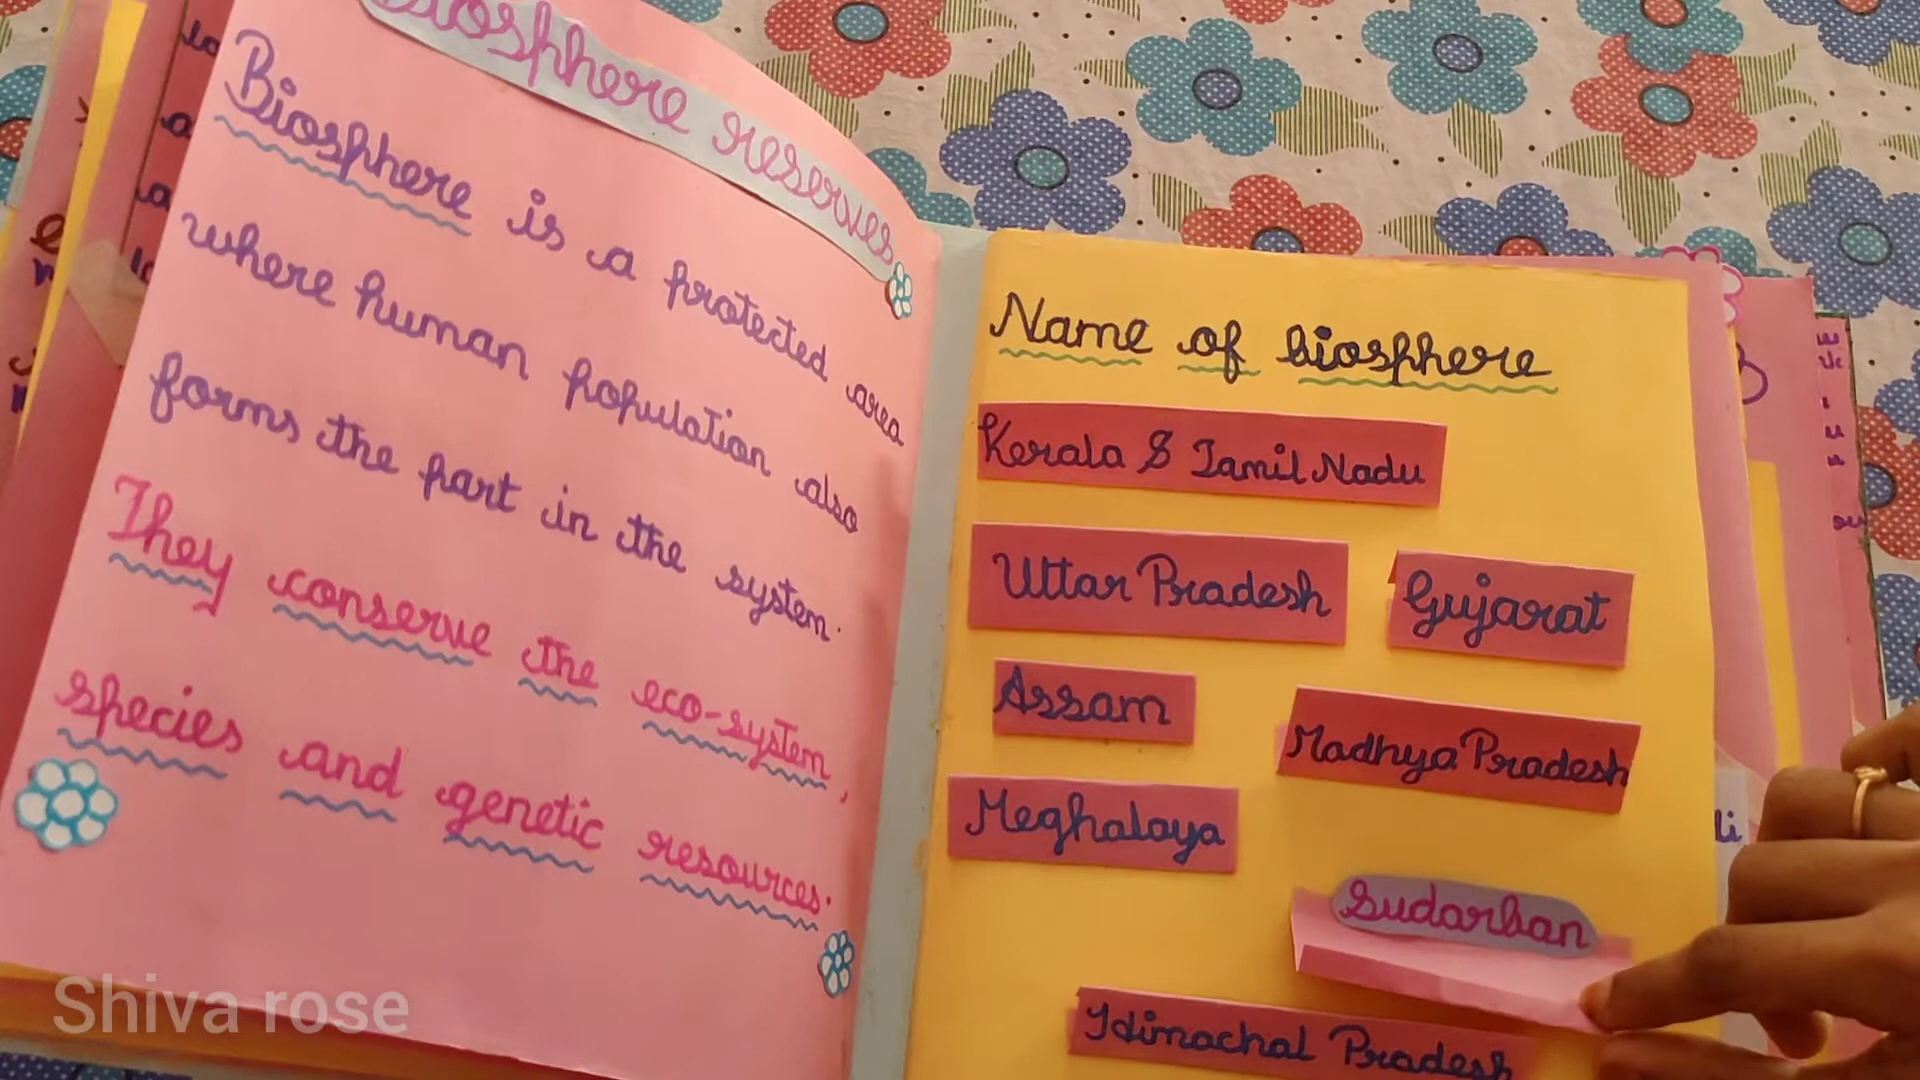 Biosphere reserves
Biosphere is a protected area
where human population also
forms the part in the system.
They conserve the eco-system,
species and genetic resources.
Name of biosphere
Kerala & Tamil Nadu
Uttar Pradesh
Gujarat
Assam
Madhya Pradesh
Meghalaya
Sudarban
Himachal Pradesh
Shiva rose